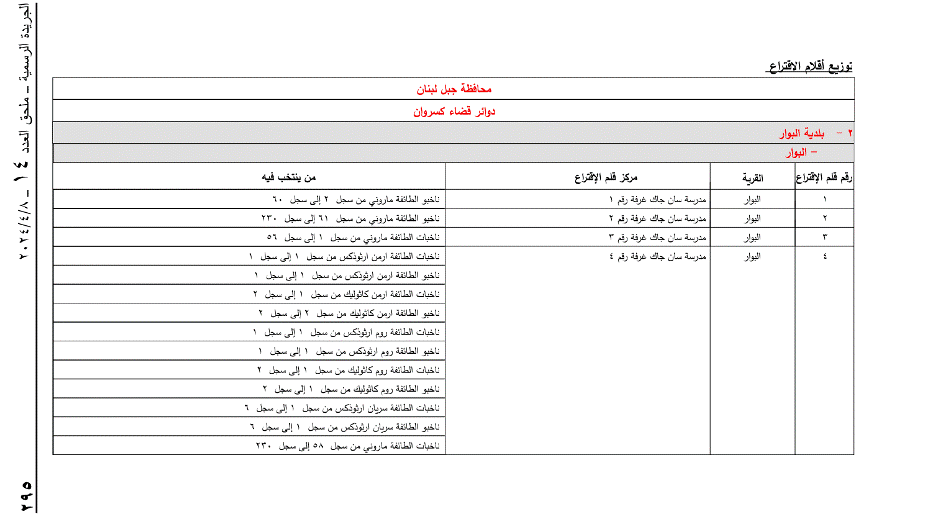 الجريدة الرسمية – ملحق العدد ١٤ – ٢٠٢٤/٤/٨
٢٩٥
توزيع أقلام الإقتراع
محافظة جبل لبنان
دوائر قضاء كسروان
٢ - بلدية البوار
- البوار
رقم قلم الإقتراع القرية مركز قلم الإقتراع من ينتخب فيه
١ البوار مدرسة سان جاك غرفة رقم ١ ناخبو الطائفة ماروني من سجل ٢ إلى سجل ٦٠
٢ البوار مدرسة سان جاك غرفة رقم ٢ ناخبو الطائفة ماروني من سجل ٦١ إلى سجل ٢٣٠
٣ البوار مدرسة سان جاك غرفة رقم ٣ ناخبات الطائفة ماروني من سجل ١ إلى سجل ٥٦
٤ البوار مدرسة سان جاك غرفة رقم ٤ ناخبات الطائفة ارمن ارثوذكس من سجل ١ إلى سجل ١
ناخبو الطائفة ارمن ارثوذكس من سجل ١ إلى سجل ١
ناخبات الطائفة ارمن كاثوليك من سجل ١ إلى سجل ٢
ناخبو الطائفة ارمن كاثوليك من سجل ٢ إلى سجل ٢
ناخبات الطائفة روم ارثوذكس من سجل ١ إلى سجل ١
ناخبو الطائفة روم ارثوذكس من سجل ١ إلى سجل ١
ناخبات الطائفة روم كاثوليك من سجل ١ إلى سجل ٢
ناخبو الطائفة روم كاثوليك من سجل ١ إلى سجل ٢
ناخبات الطائفة سريان ارثوذكس من سجل ١ إلى سجل ٦
ناخبو الطائفة سريان ارثوذكس من سجل ١ إلى سجل ٦
ناخبات الطائفة ماروني من سجل ٥٨ إلى سجل ٢٣٠